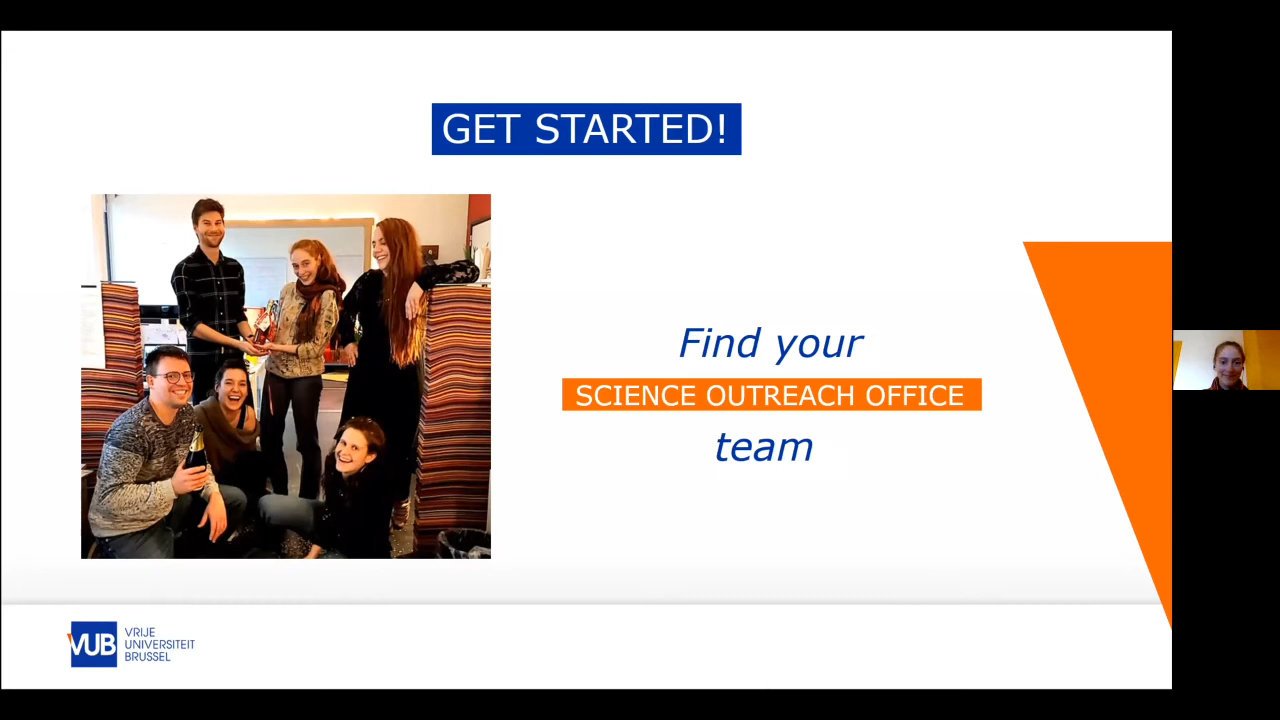 GET STARTED!
Find your
SCIENCE OUTREACH OFFICE
team
VUB
VRIJE
UNIVERSITEIT
BRUSSEL